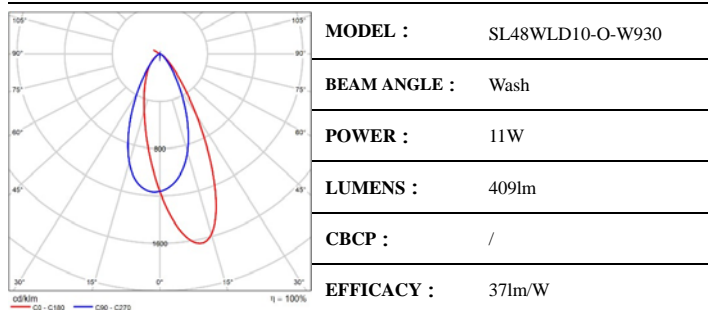 105°
105°
90°
90°
75°
75°
60°
60°
45°
45°
800
1600
30°
15°
0°
15°
30°
cd/klm
η = 100%
C0 - C180
C90 - C270
MODEL： SL48WLD10-O-W930
BEAM ANGLE： Wash
POWER： 11W
LUMENS： 409lm
CBCP： /
EFFICACY： 37lm/W